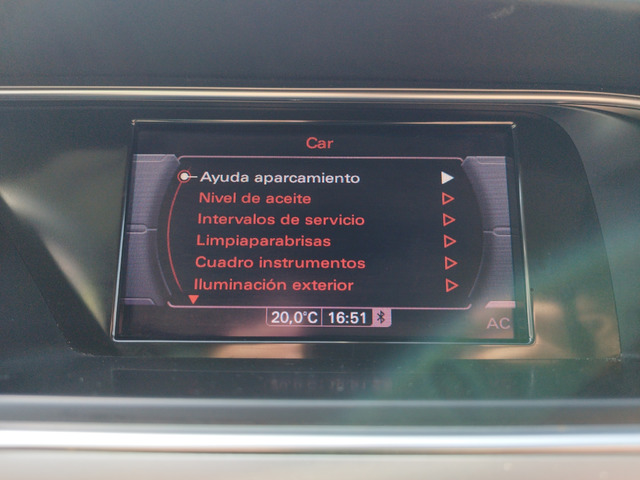 Car
Ayuda aparcamiento
Nivel de aceite
Intervalos de servicio
Limpiaparabrisas
Cuadro instrumentos
Iluminación exterior
20,0°C 16:51
AC